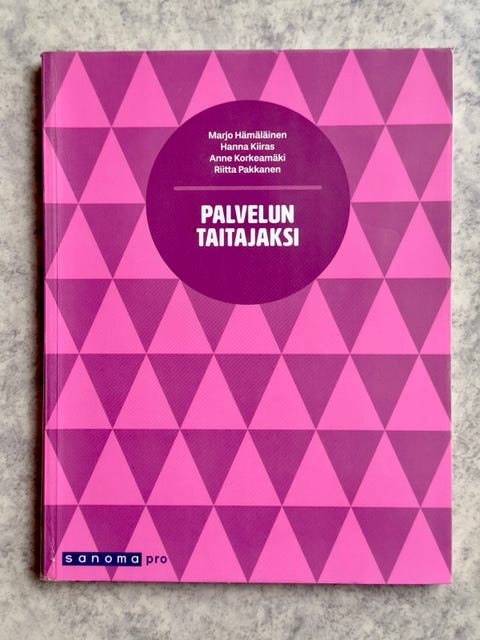 Marjo Hämäläinen
Hanna Kiiras
Anne Korkeamäki
Riitta Pakkanen
PALVELUN
TAITAJAKSI
sanoma pro